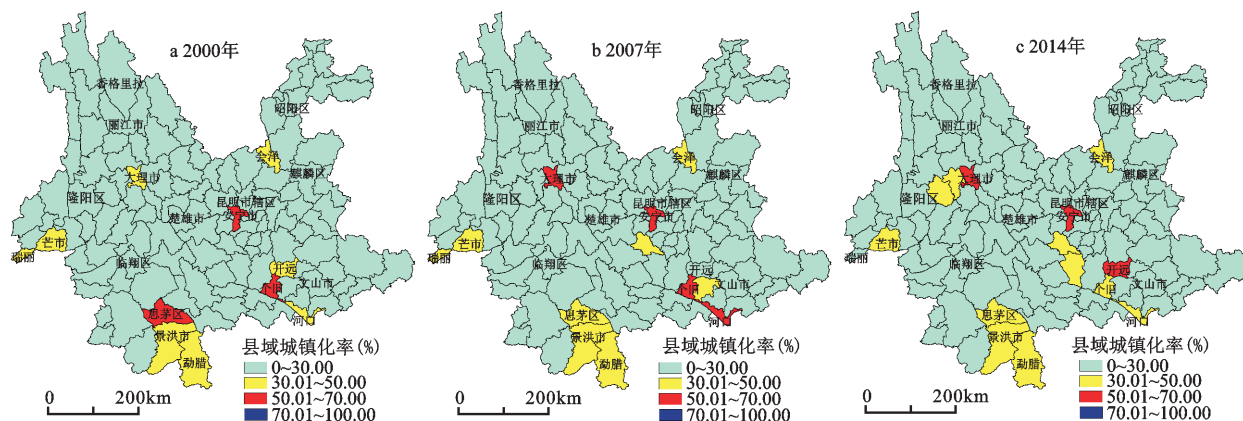 a 2000年
香格里拉
昭阳区
丽江市
会泽
大理市
麒麟区
隆阳区
昆明市辖区
楚雄市
安宁市
芒市
瑞丽
临翔区
开远
个旧
文山市
思茅区
河口
景洪市
勐腊
县域城镇化率(%)
0~30.00
30.01~50.00
50.01~70.00
70.01~100.00
0 200km
b 2007年
香格里拉
昭阳区
丽江市
会泽
大理市
麒麟区
隆阳区
昆明市辖区
楚雄市
安宁市
芒市
瑞丽
临翔区
开远
个旧
文山市
思茅区
河
景洪市
勐腊
县域城镇化率(%)
0~30.00
30.01~50.00
50.01~70.00
70.01~100.00
0 200km
c 2014年
香格里拉
昭阳区
丽江市
会泽
大理市
麒麟区
隆阳区
昆明市辖区
楚雄市
安宁市
芒市
瑞丽
临翔区
开远
个旧
文山市
思茅区
河
景洪市
勐腊
县域城镇化率(%)
0~30.00
30.01~50.00
50.01~70.00
70.01~100.00
0 200km